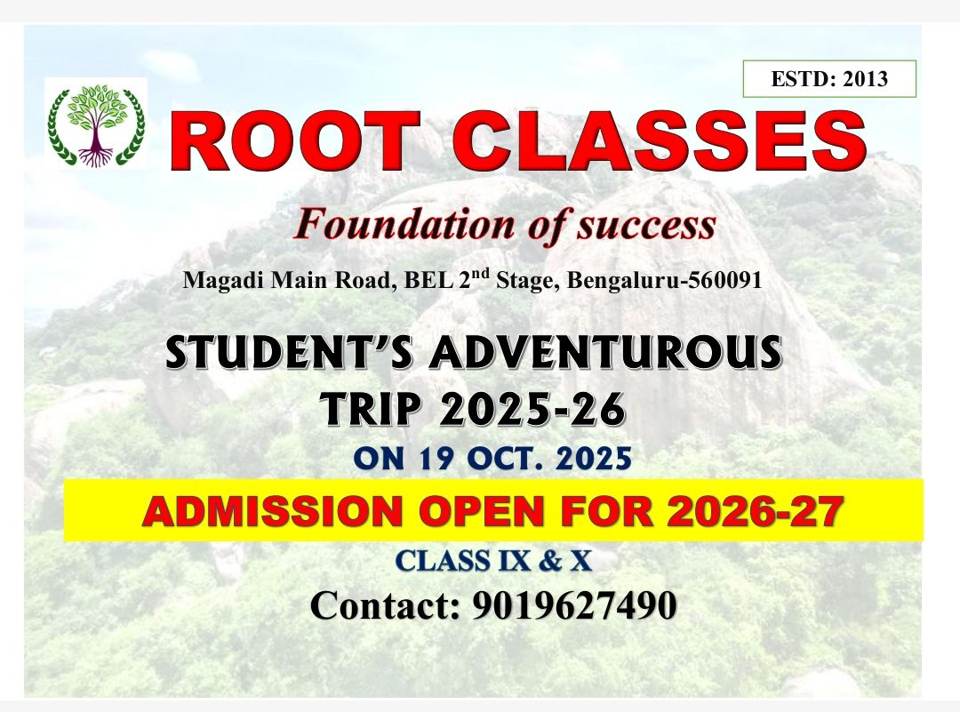 ESTD: 2013
ROOT CLASSES
Foundation of success
Magadi Main Road, BEL 2nd Stage, Bengaluru-560091
STUDENT’S ADVENTUROUS
TRIP 2025-26
ON 19 OCT. 2025
ADMISSION OPEN FOR 2026-27
CLASS IX & X
Contact: 9019627490